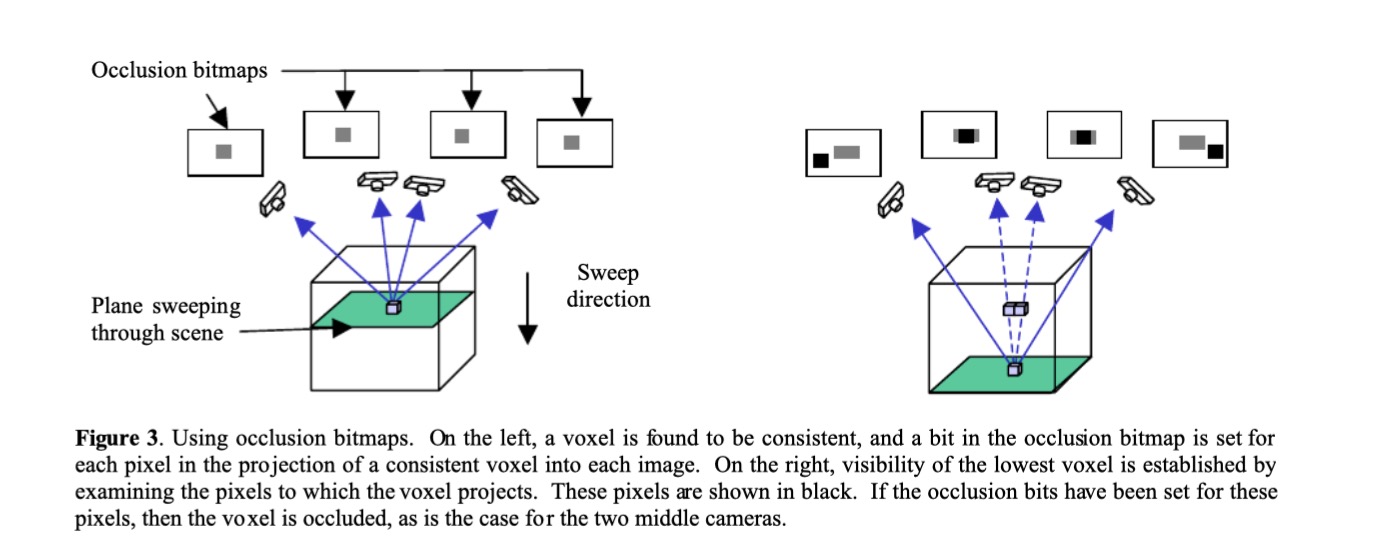 Occlusion bitmaps
Sweep
direction
Plane sweeping
through scene
Figure 3. Using occlusion bitmaps. On the left, a voxel is found to be consistent, and a bit in the occlusion bitmap is set for
each pixel in the projection of a consistent voxel into each image. On the right, visibility of the lowest voxel is established by
examining the pixels to which the voxel projects. These pixels are shown in black. If the occlusion bits have been set for these
pixels, then the voxel is occluded, as is the case for the two middle cameras.